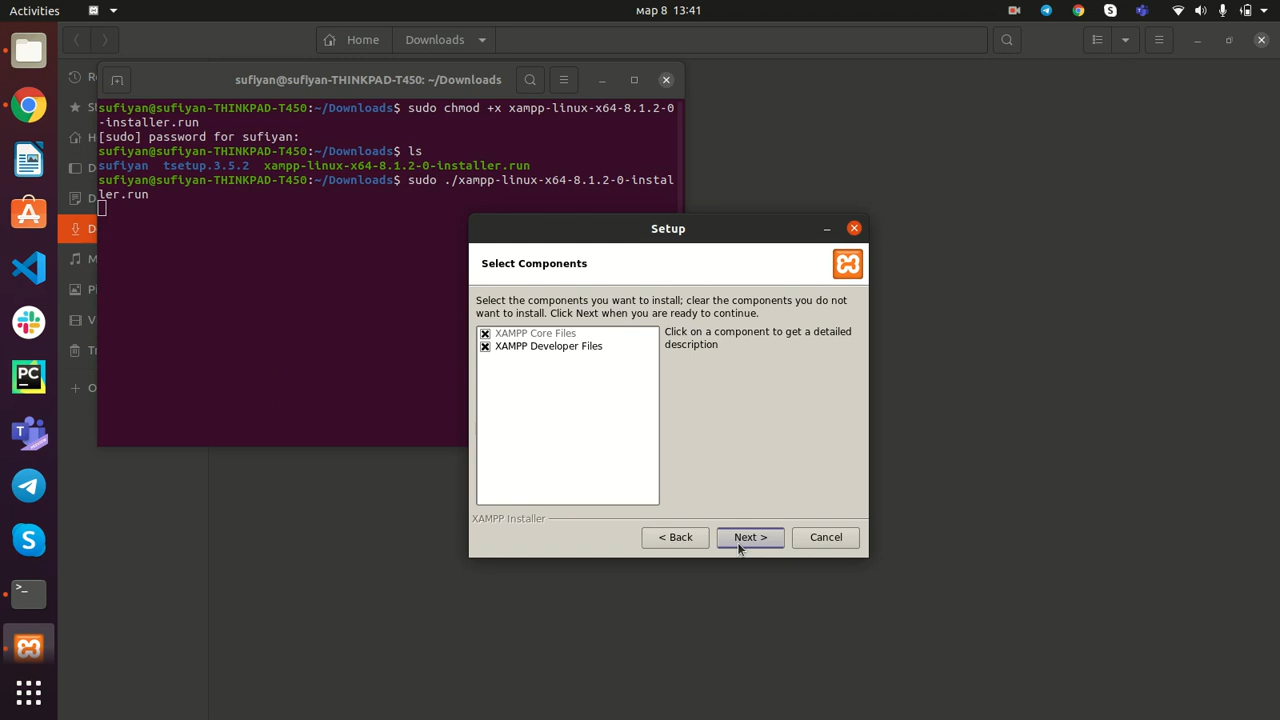 Activities
мар 8 13:41
Home
Downloads
sufiyan@sufiyan-THINKPAD-T450: ~/Downloads
sufiyan@sufiyan-THINKPAD-T450:~/Downloads$ sudo chmod +x xampp-linux-x64-8.1.2-0
-installer.run
[sudo] password for sufiyan:
sufiyan@sufiyan-THINKPAD-T450:~/Downloads$ ls
sufiyan tsetup.3.5.2 xampp-linux-x64-8.1.2-0-installer.run
sufiyan@sufiyan-THINKPAD-T450:~/Downloads$ sudo ./xampp-linux-x64-8.1.2-0-instal
ler.run
Setup
Select Components
Select the components you want to install; clear the components you do not
want to install. Click Next when you are ready to continue.
XAMPP Core Files
XAMPP Developer Files
Click on a component to get a detailed
description
XAMPP Installer
< Back
Next >
Cancel